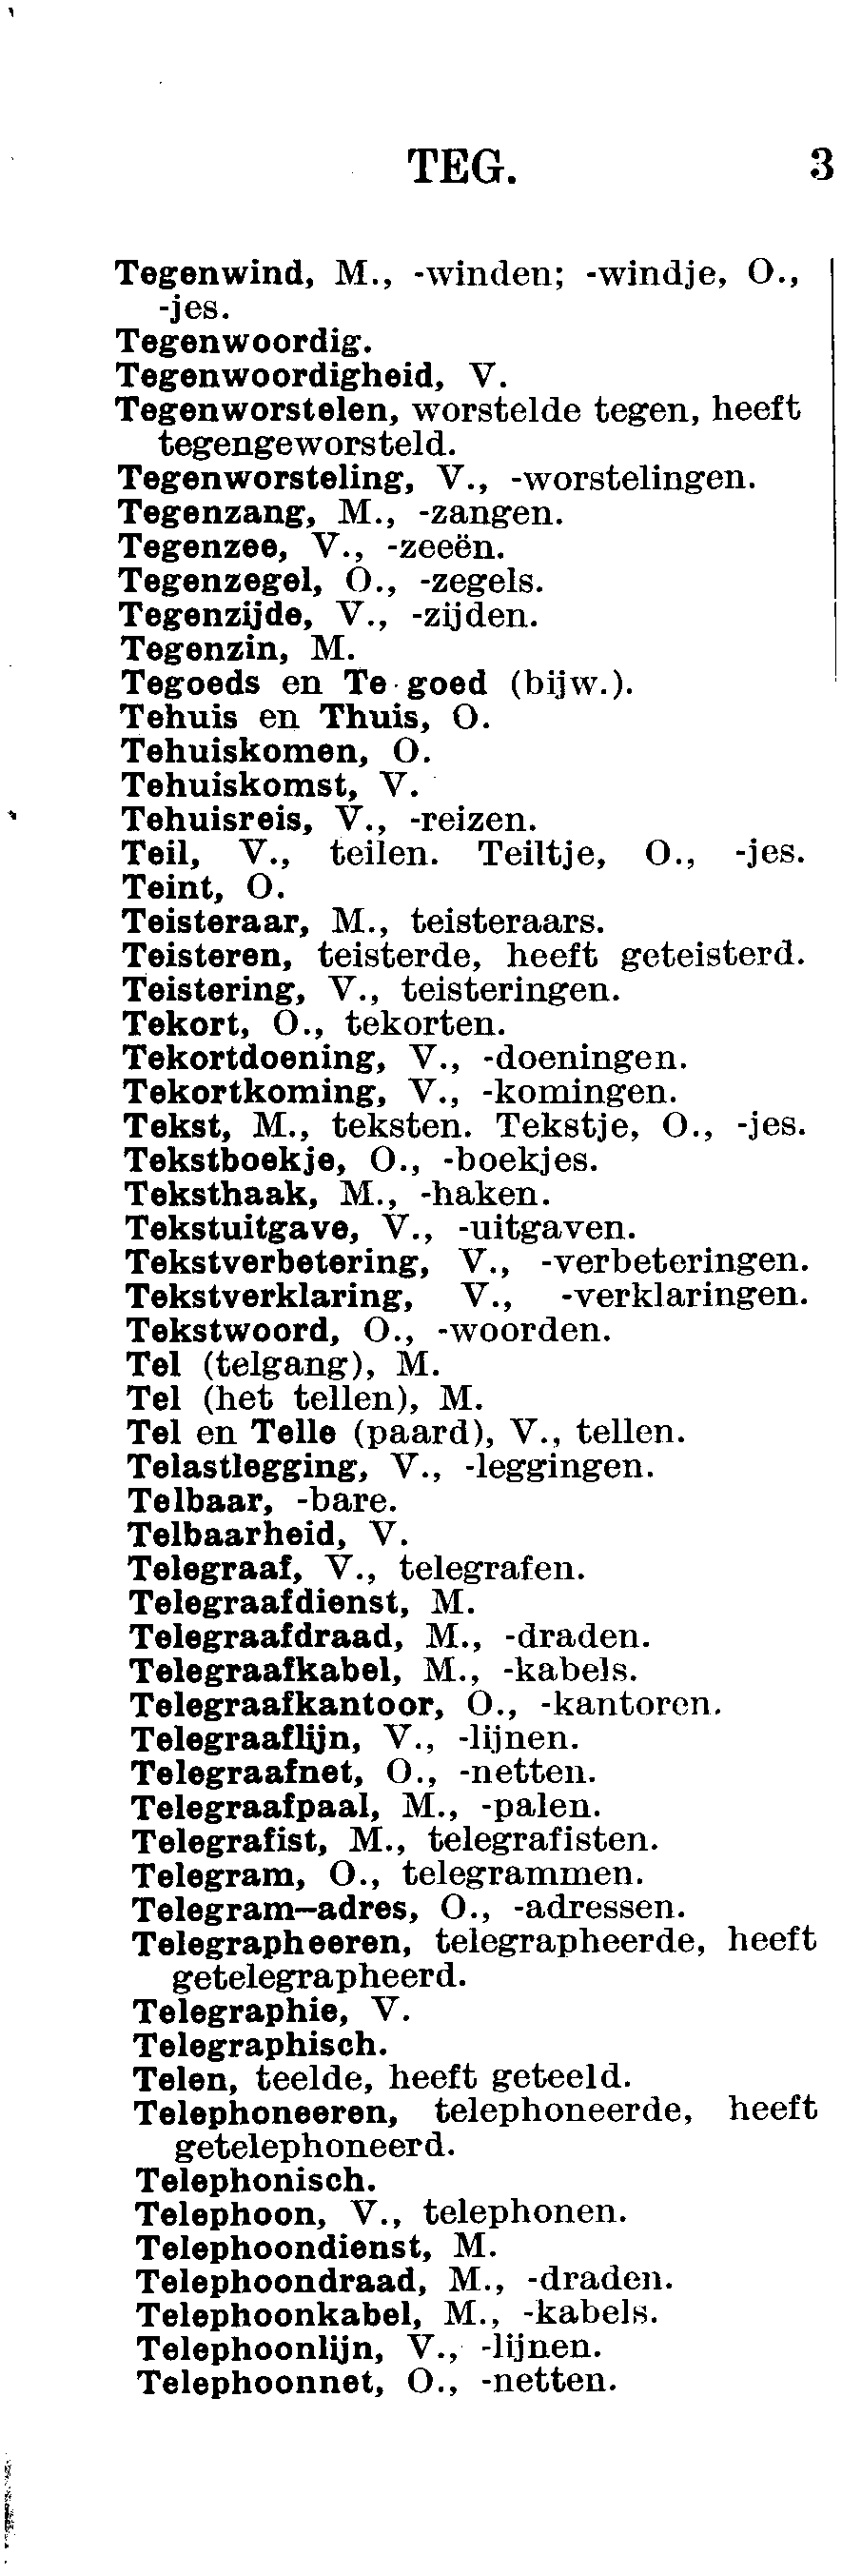 TEG. 3
Tegenwind, M., -winden; -windje, O.,
-jes.
Tegenwoordig.
Tegenwoordigheid, V.
Tegenworstelen, worstelde tegen, heeft
tegengeworsteld.
Tegenworsteling, V., -worstelingen.
Tegenzang, M., -zangen.
Tegenzee, V., -zeeën.
Tegenzegel, O., -zegels.
Tegenzijde, V., -zijden.
Tegenzin, M.
Tegoeds en Te goed (bijw.).
Tehuis en Thuis, O.
Tehuiskomen, O.
Tehuiskomst, V.
Tehuisreis, V., -reizen.
Teil, V., teilen. Teiltje, O., -jes.
Teint, O.
Teisteraar, M., teisteraars.
Teisteren, teisterde, heeft geteisterd.
Teistering, V., teisteringen.
Tekort, O., tekorten.
Tekortdoening, V., -doeningen.
Tekortkoming, V., -komingen.
Tekst, M., teksten. Tekstje, O., -jes.
Tekstboekje, O., -boekjes.
Teksthaak, M., -haken.
Tekstuitgave, V., -uitgaven.
Tekstverbetering, V., -verbeteringen.
Tekstverklaring, V., -verklaringen.
Tekstwoord, O., -woorden.
Tel (telgang), M.
Tel (het tellen), M.
Tel en Telle (paard), V., tellen.
Telastlegging, V., -leggingen.
Telbaar, -bare.
Telbaarheid, V.
Telegraaf, V., telegrafen.
Telegraafdienst, M.
Telegraafdraad, M., -draden.
Telegraafkabel, M., -kabels.
Telegraafkantoor, O., -kantoren.
Telegraaflijn, V., -lijnen.
Telegraafnet, O., -netten.
Telegraafpaal, M., -palen.
Telegrafist, M., telegrafisten.
Telegram, O., telegrammen.
Telegram–adres, O., -adressen.
Telegrapheeren, telegrapheerde, heeft
getelegrapheerd.
Telegraphie, V.
Telegraphisch.
Telen, teelde, heeft geteeld.
Telephoneeren, telephoneerde, heeft
getelephoneerd.
Telephonisch.
Telephoon, V., telephonen.
Telephoondienst, M.
Telephoondraad, M., -draden.
Telephoonkabel, M., -kabels.
Telephoonlijn, V., -lijnen.
Telephoonnet, O., -netten.